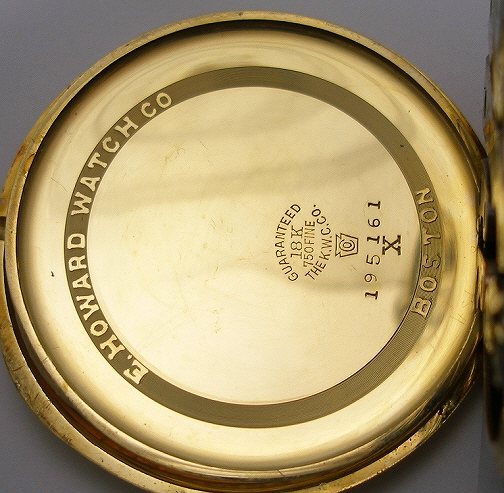 E. HOWARD WATCH CO
BOSTON
GUARANTEED
18K
750 FINE
THE K.W.C.CO.
195161
X